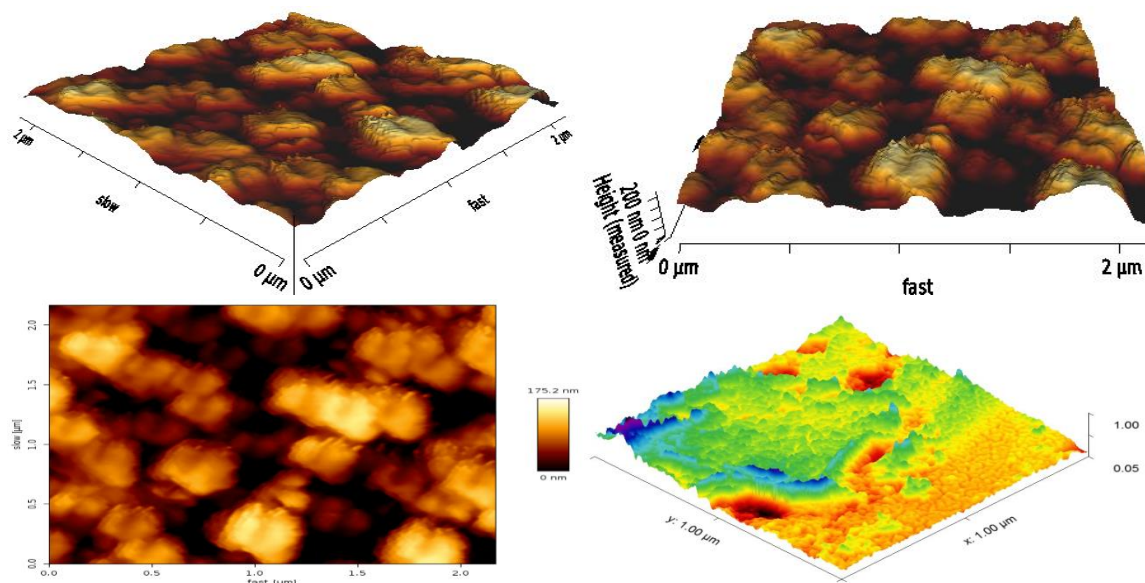 2 μm
slow
0 μm
0 μm
fast
2 μm
200 nm
0 nm
Height (measured)
0 μm
2 μm
fast
2.0
1.5
1.0
0.5
0.0
slow [μm]
0.0
0.5
1.0
1.5
2.0
fast [μm]
175.2 nm
0 nm
1.00
0.05
y: 1.00 μm
x: 1.00 μm